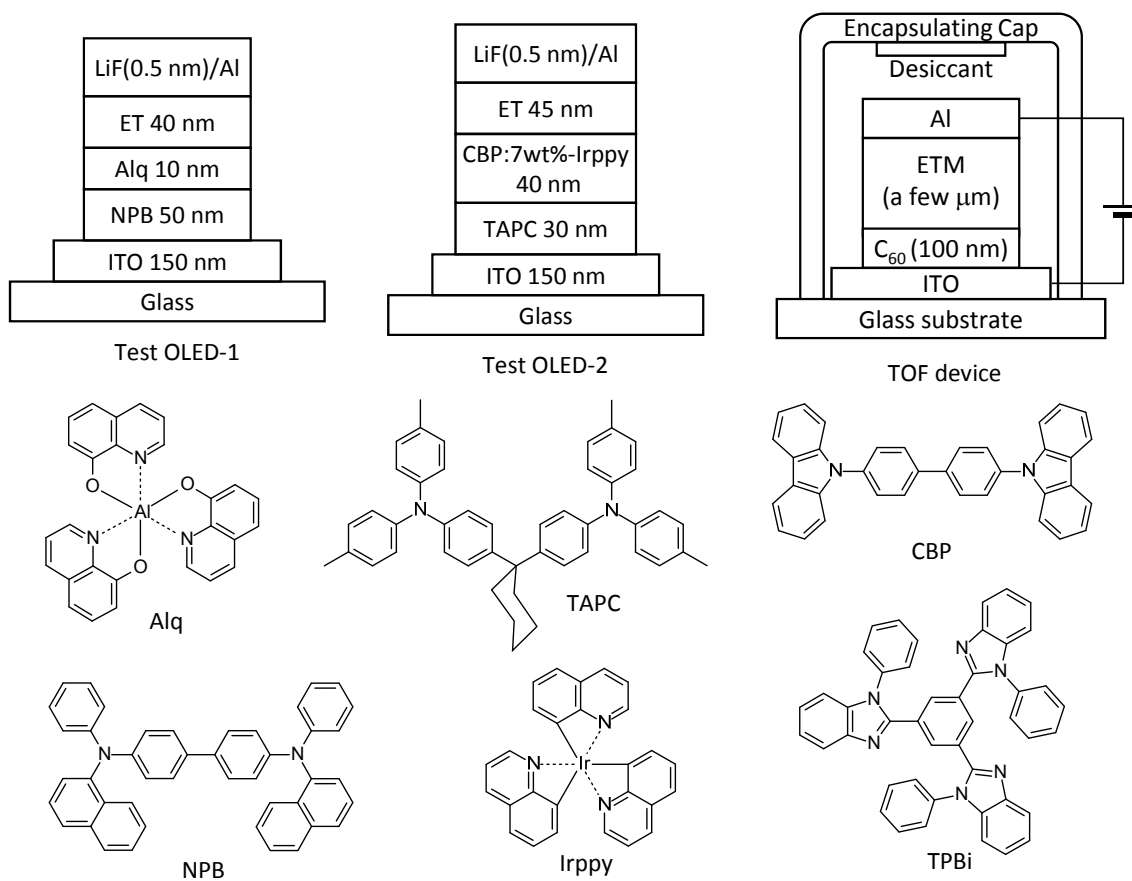 LiF(0.5 nm)/Al
ET 40 nm
Alq 10 nm
NPB 50 nm
ITO 150 nm
Glass
Test OLED-1
LiF(0.5 nm)/Al
ET 45 nm
CBP:7wt%-Irppy
40 nm
TAPC 30 nm
ITO 150 nm
Glass
Test OLED-2
Encapsulating Cap
Desiccant
Al
ETM
(a few μm)
C60 (100 nm)
ITO
Glass substrate
TOF device
N
O
O
Al
N
N
O
Alq
N
N
TAPC
N
N
CBP
N
N
NPB
N
N
Ir
N
Irppy
N
N
N
N
N
N
TPBi